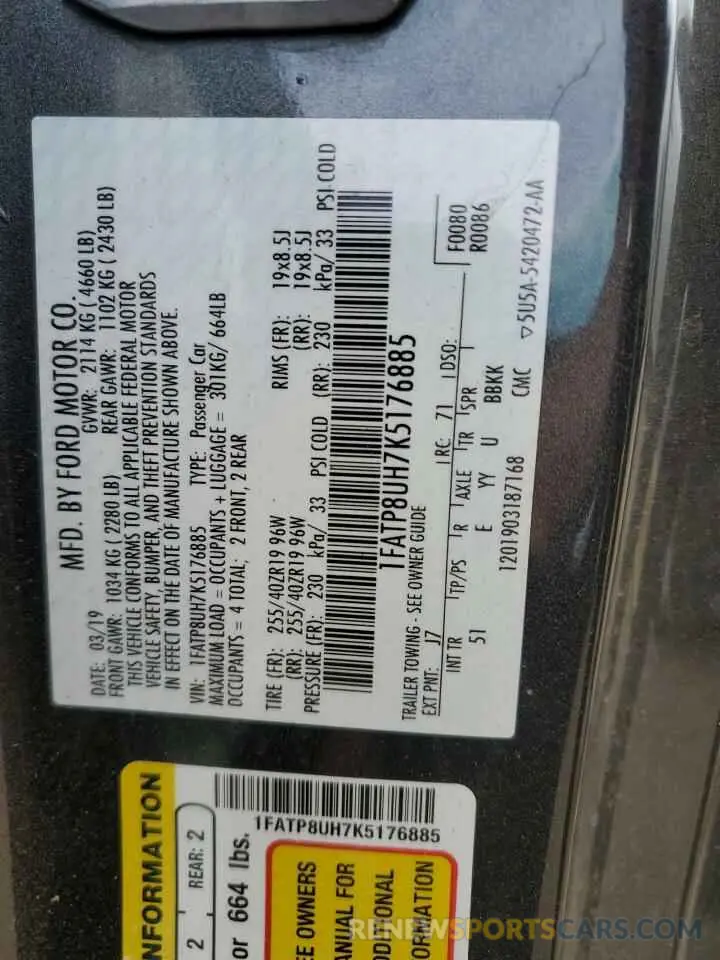 MFD. BY FORD MOTOR CO.
DATE: 03/19 GVWR: 2114 KG ( 4660 LB)
FRONT GAWR: 1034 KG ( 2280 LB) REAR GAWR: 1102 KG ( 2430 LB)
THIS VEHICLE CONFORMS TO ALL APPLICABLE FEDERAL MOTOR
VEHICLE SAFETY, BUMPER, AND THEFT PREVENTION STANDARDS
IN EFFECT ON THE DATE OF MANUFACTURE SHOWN ABOVE.
VIN: 1FATP8UH7K5176885 TYPE: Passenger Car
MAXIMUM LOAD = OCCUPANTS + LUGGAGE = 301KG/ 664LB
OCCUPANTS = 4 TOTAL; 2 FRONT, 2 REAR
TIRE (FR): 255/40ZR19 96W RIMS (FR): 19x8.5J
(RR): 255/40ZR19 96W (RR): 19x8.5J
PRESSURE (FR): 230 kPa/ 33 PSI COLD (RR): 230 kPa/ 33 PSI COLD
1FATP8UH7K5176885
TRAILER TOWING - SEE OWNER GUIDE
EXT PNT: J7 RC: 71 DSO: F0080
R0086
INT TR TP/PS R AXLE TR SPR
51 E YY U BBKK
1201903187168 CMC ▽5U5A-5420472-AA
NFORMATION
2 REAR: 2
or 664 lbs.
1FATP8UH7K5176885
EE OWNERS
ANUAL FOR
DDITIONAL
ORMATION
RENEWSPORTSCARS.COM